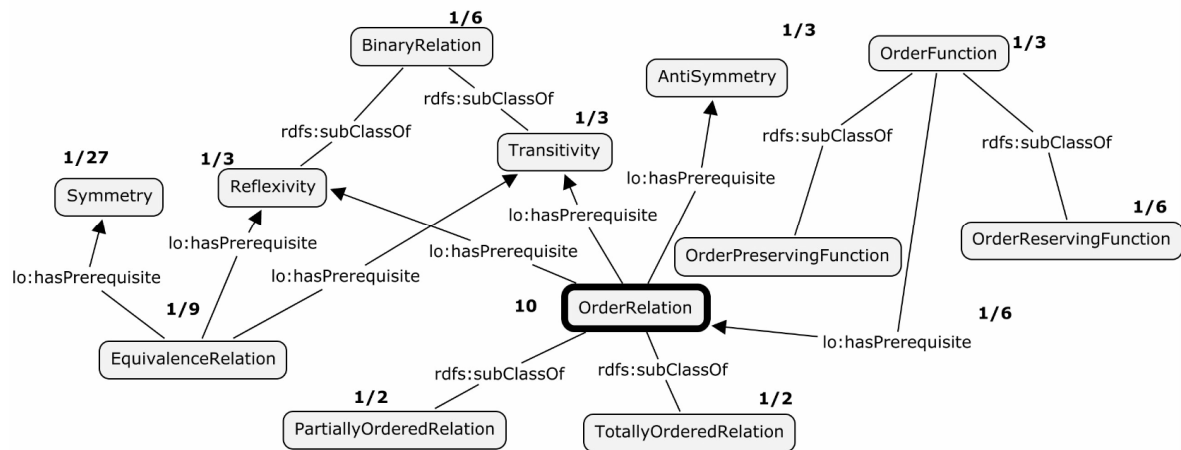 1/6
BinaryRelation
1/3
AntiSymmetry
OrderFunction
1/3
rdfs:subClassOf
rdfs:subClassOf
1/3
Transitivity
rdfs:subClassOf
rdfs:subClassOf
1/27
Symmetry
1/3
Reflexivity
lo:hasPrerequisite
lo:hasPrerequisite
1/6
OrderReservingFunction
lo:hasPrerequisite
lo:hasPrerequisite
OrderPreservingFunction
lo:hasPrerequisite
lo:hasPrerequisite
1/9
EquivalenceRelation
10
OrderRelation
1/6
lo:hasPrerequisite
rdfs:subClassOf
rdfs:subClassOf
1/2
PartiallyOrderedRelation
1/2
TotallyOrderedRelation